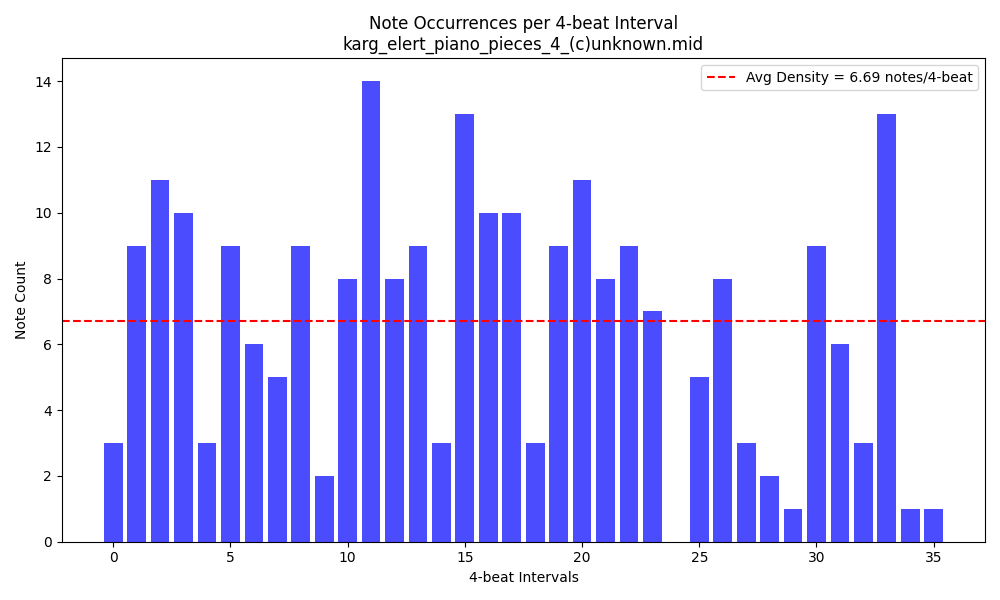 Note Occurrences per 4-beat Interval
karg_elert_piano_pieces_4_(c)unknown.mid
Avg Density = 6.69 notes/4-beat
Note Count
14
12
10
8
6
4
2
0
0 5 10 15 20 25 30 35
4-beat Intervals